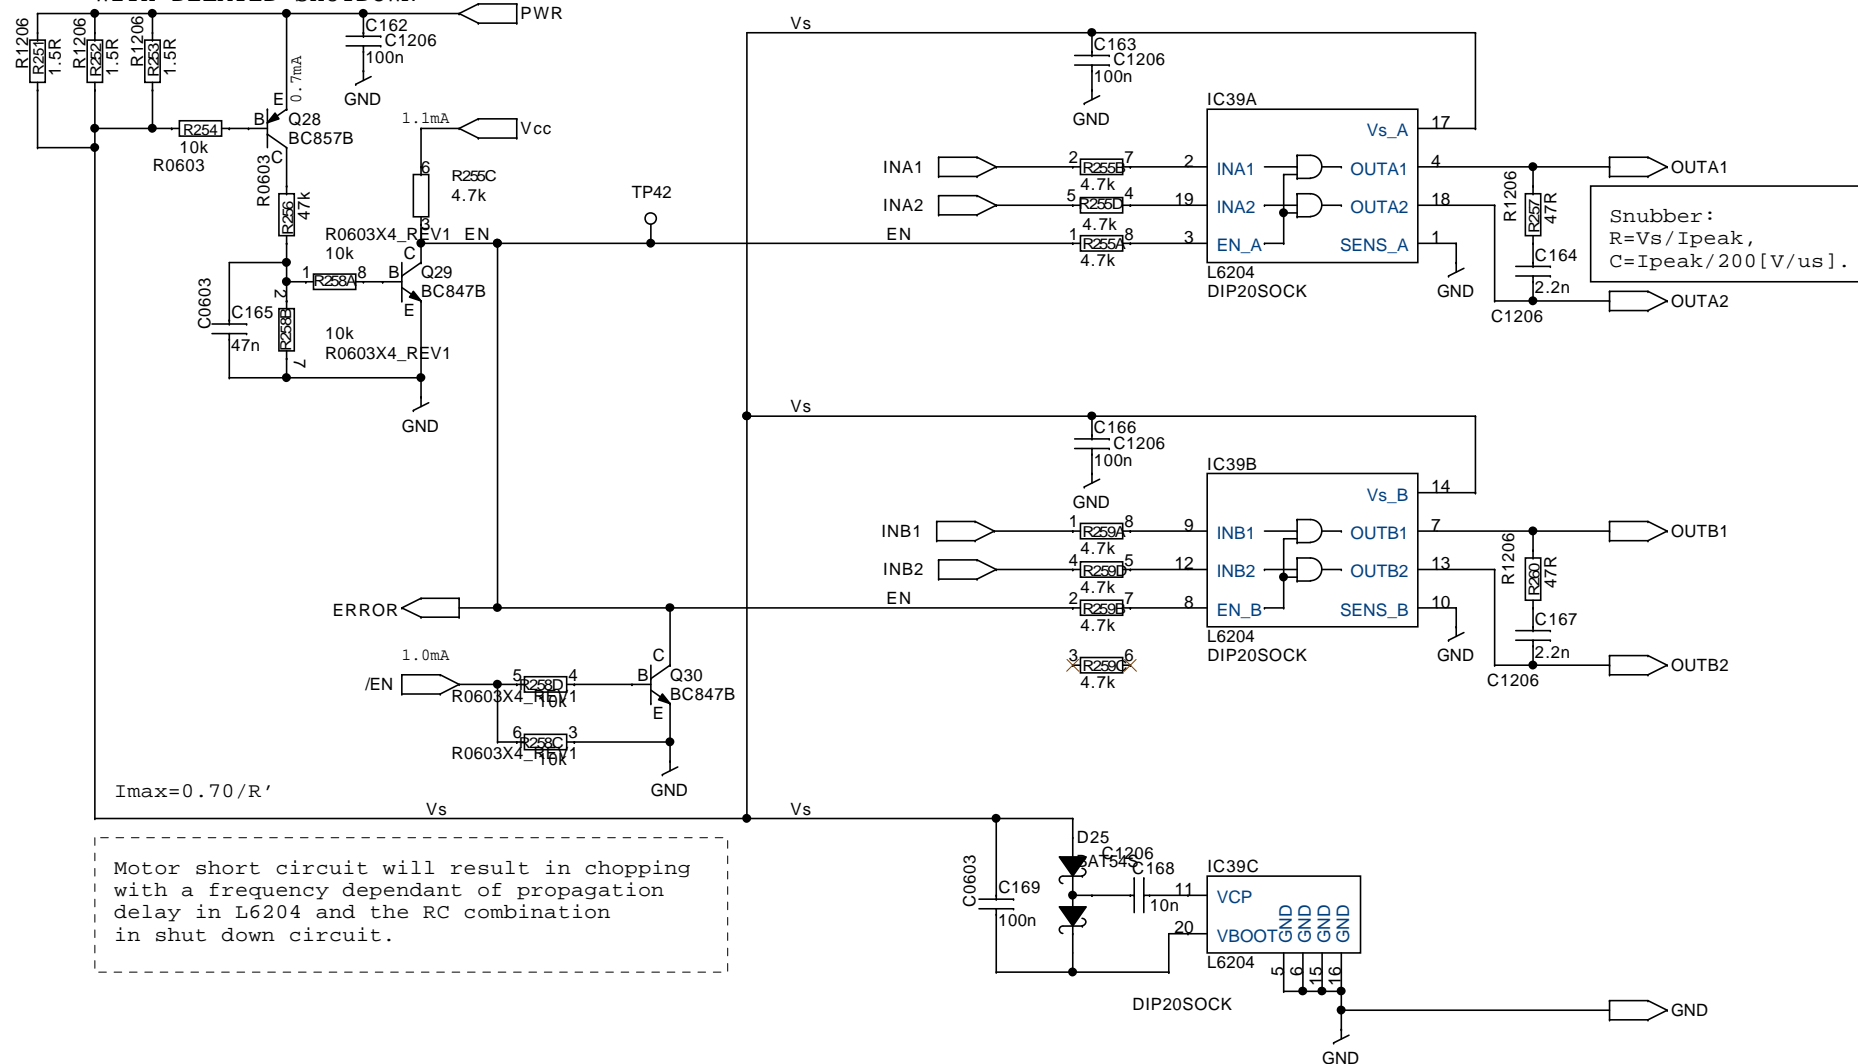 PWR
R1206
R251
1.5R
R1206
R252
1.5R
R1206
R253
1.5R
C162
C1206
100n
GND
0.7mA
E
B
C
Q28
BC857B
R254
10k
R0603
1.1mA
Vcc
6
R255C
4.7k
3
R0603
R256
47k
R0603X4_REV1
10k
EN
TP42
C
1
R258A
8
B
Q29
BC847B
E
C0603
C165
47n
2
R258B
7
10k
R0603X4_REV1
GND
Vs
C163
C1206
100n
GND
IC39A
Vs_A
17
INA1
2
R255B
7
4.7k
2
INA1
OUTA1
4
OUTA1
INA2
5
R255D
4
4.7k
19
INA2
OUTA2
18
EN
1
R255A
8
4.7k
3
EN_A
SENS_A
1
L6204
DIP20SOCK
GND
R1206
R257
47R
C164
2.2n
C1206
OUTA2
Snubber:
R=Vs/Ipeak,
C=Ipeak/200[V/us].
Vs
C166
C1206
100n
GND
IC39B
Vs_B
14
INB1
1
R259A
8
4.7k
9
INB1
OUTB1
7
OUTB1
INB2
4
R259D
5
4.7k
12
INB2
OUTB2
13
EN
2
R259B
7
4.7k
8
EN_B
SENS_B
10
L6204
DIP20SOCK
GND
3
R259C
6
4.7k
R1206
R260
47R
C167
2.2n
C1206
OUTB2
ERROR
1.0mA
/EN
5
R258D
4
R0603X4_REV1
10k
C
B
Q30
BC847B
E
6
R258C
3
R0603X4_REV1
10k
GND
Imax=0.70/R'
Vs
Vs
Motor short circuit will result in chopping
with a frequency dependant of propagation
delay in L6204 and the RC combination
in shut down circuit.
C0603
C169
100n
D25
BAT54S
C1206
C168
10n
IC39C
11
VCP
20
VBOOT
GND
GND
GND
GND
L6204
5
6
15
16
DIP20SOCK
GND
GND